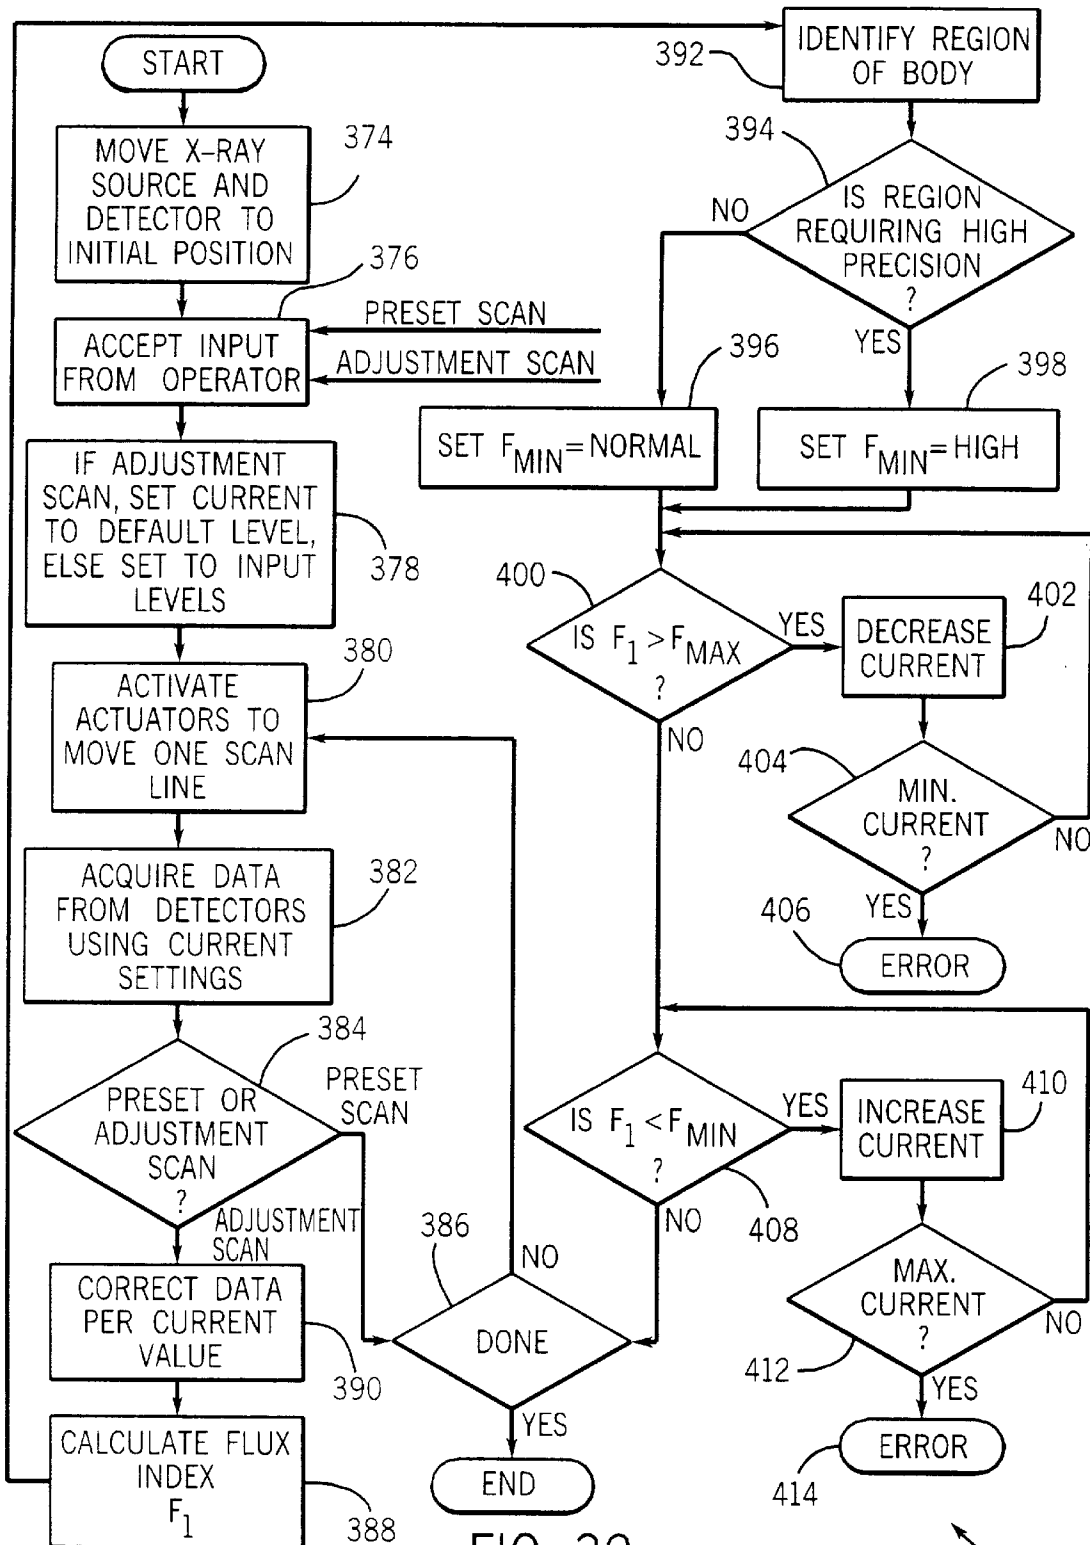 START
MOVE X-RAY
SOURCE AND
DETECTOR TO
INITIAL POSITION
374
376
ACCEPT INPUT
FROM OPERATOR
PRESET SCAN
ADJUSTMENT SCAN
IF ADJUSTMENT
SCAN, SET CURRENT
TO DEFAULT LEVEL,
ELSE SET TO INPUT
LEVELS
378
380
ACTIVATE
ACTUATORS TO
MOVE ONE SCAN
LINE
ACQUIRE DATA
FROM DETECTORS
USING CURRENT
SETTINGS
382
384
PRESET OR
ADJUSTMENT
SCAN
?
PRESET
SCAN
ADJUSTMENT
SCAN
CORRECT DATA
PER CURRENT
VALUE
390
CALCULATE FLUX
INDEX
F1
388
386
DONE
NO
YES
END
IDENTIFY REGION
OF BODY
392
394
IS REGION
REQUIRING HIGH
PRECISION
?
NO
YES
396
398
SET FMIN=NORMAL
SET FMIN=HIGH
400
IS F1>FMAX
?
YES
NO
402
DECREASE
CURRENT
404
MIN.
CURRENT
?
NO
YES
406
ERROR
IS F1<FMIN
?
YES
NO
408
410
INCREASE
CURRENT
MAX.
CURRENT
?
NO
412
YES
ERROR
414